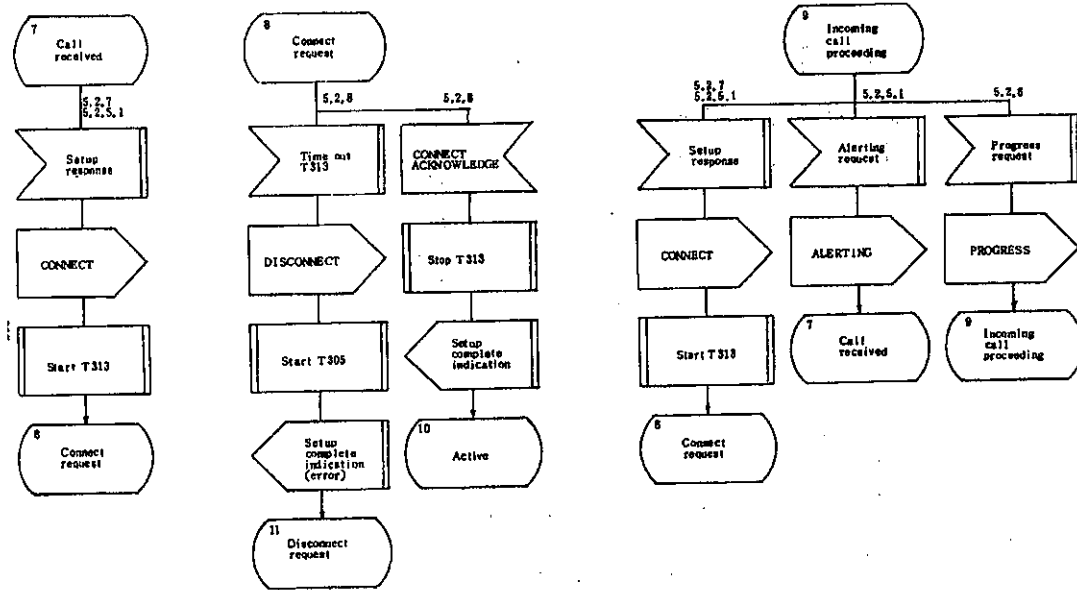 7
Call
received
5,2,7
5,2,5,1
Setup
response
CONNECT
Start T313
8
Connect
request
8
Connect
request
5,2,8
5,2,8
Time out
T313
CONNECT
ACKNOWLEDGE
DISCONNECT
Stop T313
Start T305
Setup
complete
indication
Setup
complete
indication
(error)
10
Active
11
Disconnect
request
9
Incoming
call
proceeding
5,2,7
5,2,5,1
5,2,5,1
5,2,6
Setup
response
Alerting
request
Progress
request
CONNECT
ALERTING
PROGRESS
Start T313
7
Call
received
9
Incoming
call
proceeding
8
Connect
request